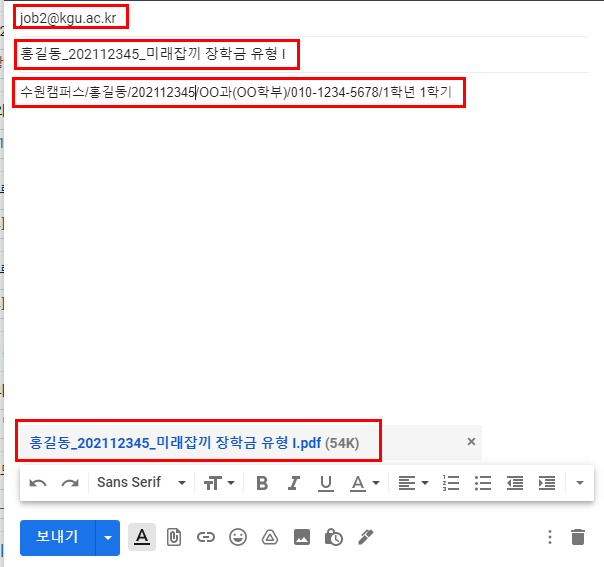 job2@kgu.ac.kr
홍길동_202112345_미래잡끼 장학금 유형 I
수원캠퍼스/홍길동/202112345/OO과(OO학부)/010-1234-5678/1학년 1학기
홍길동_202112345_미래잡끼 장학금 유형 I.pdf (54K)
Sans Serif
보내기